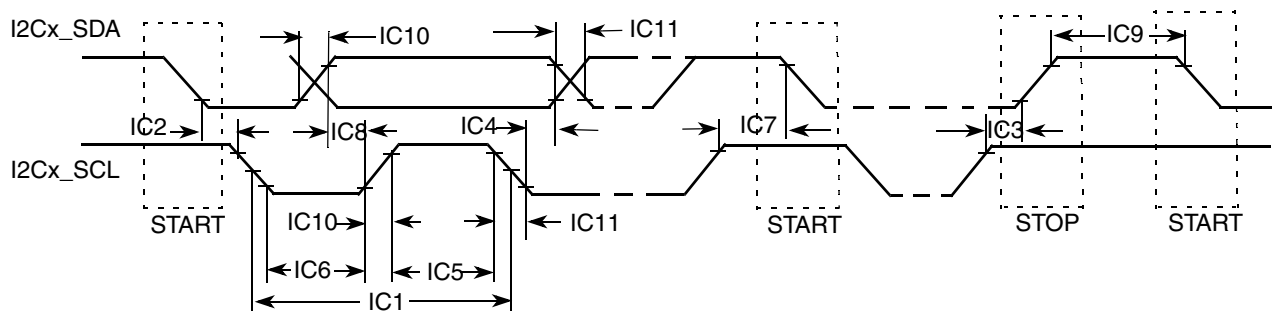 I2Cx_SDA
IC10
IC11
IC9
IC2
IC8
IC4
IC7
IC3
I2Cx_SCL
START
IC10
IC11
START
STOP
START
IC6
IC5
IC1